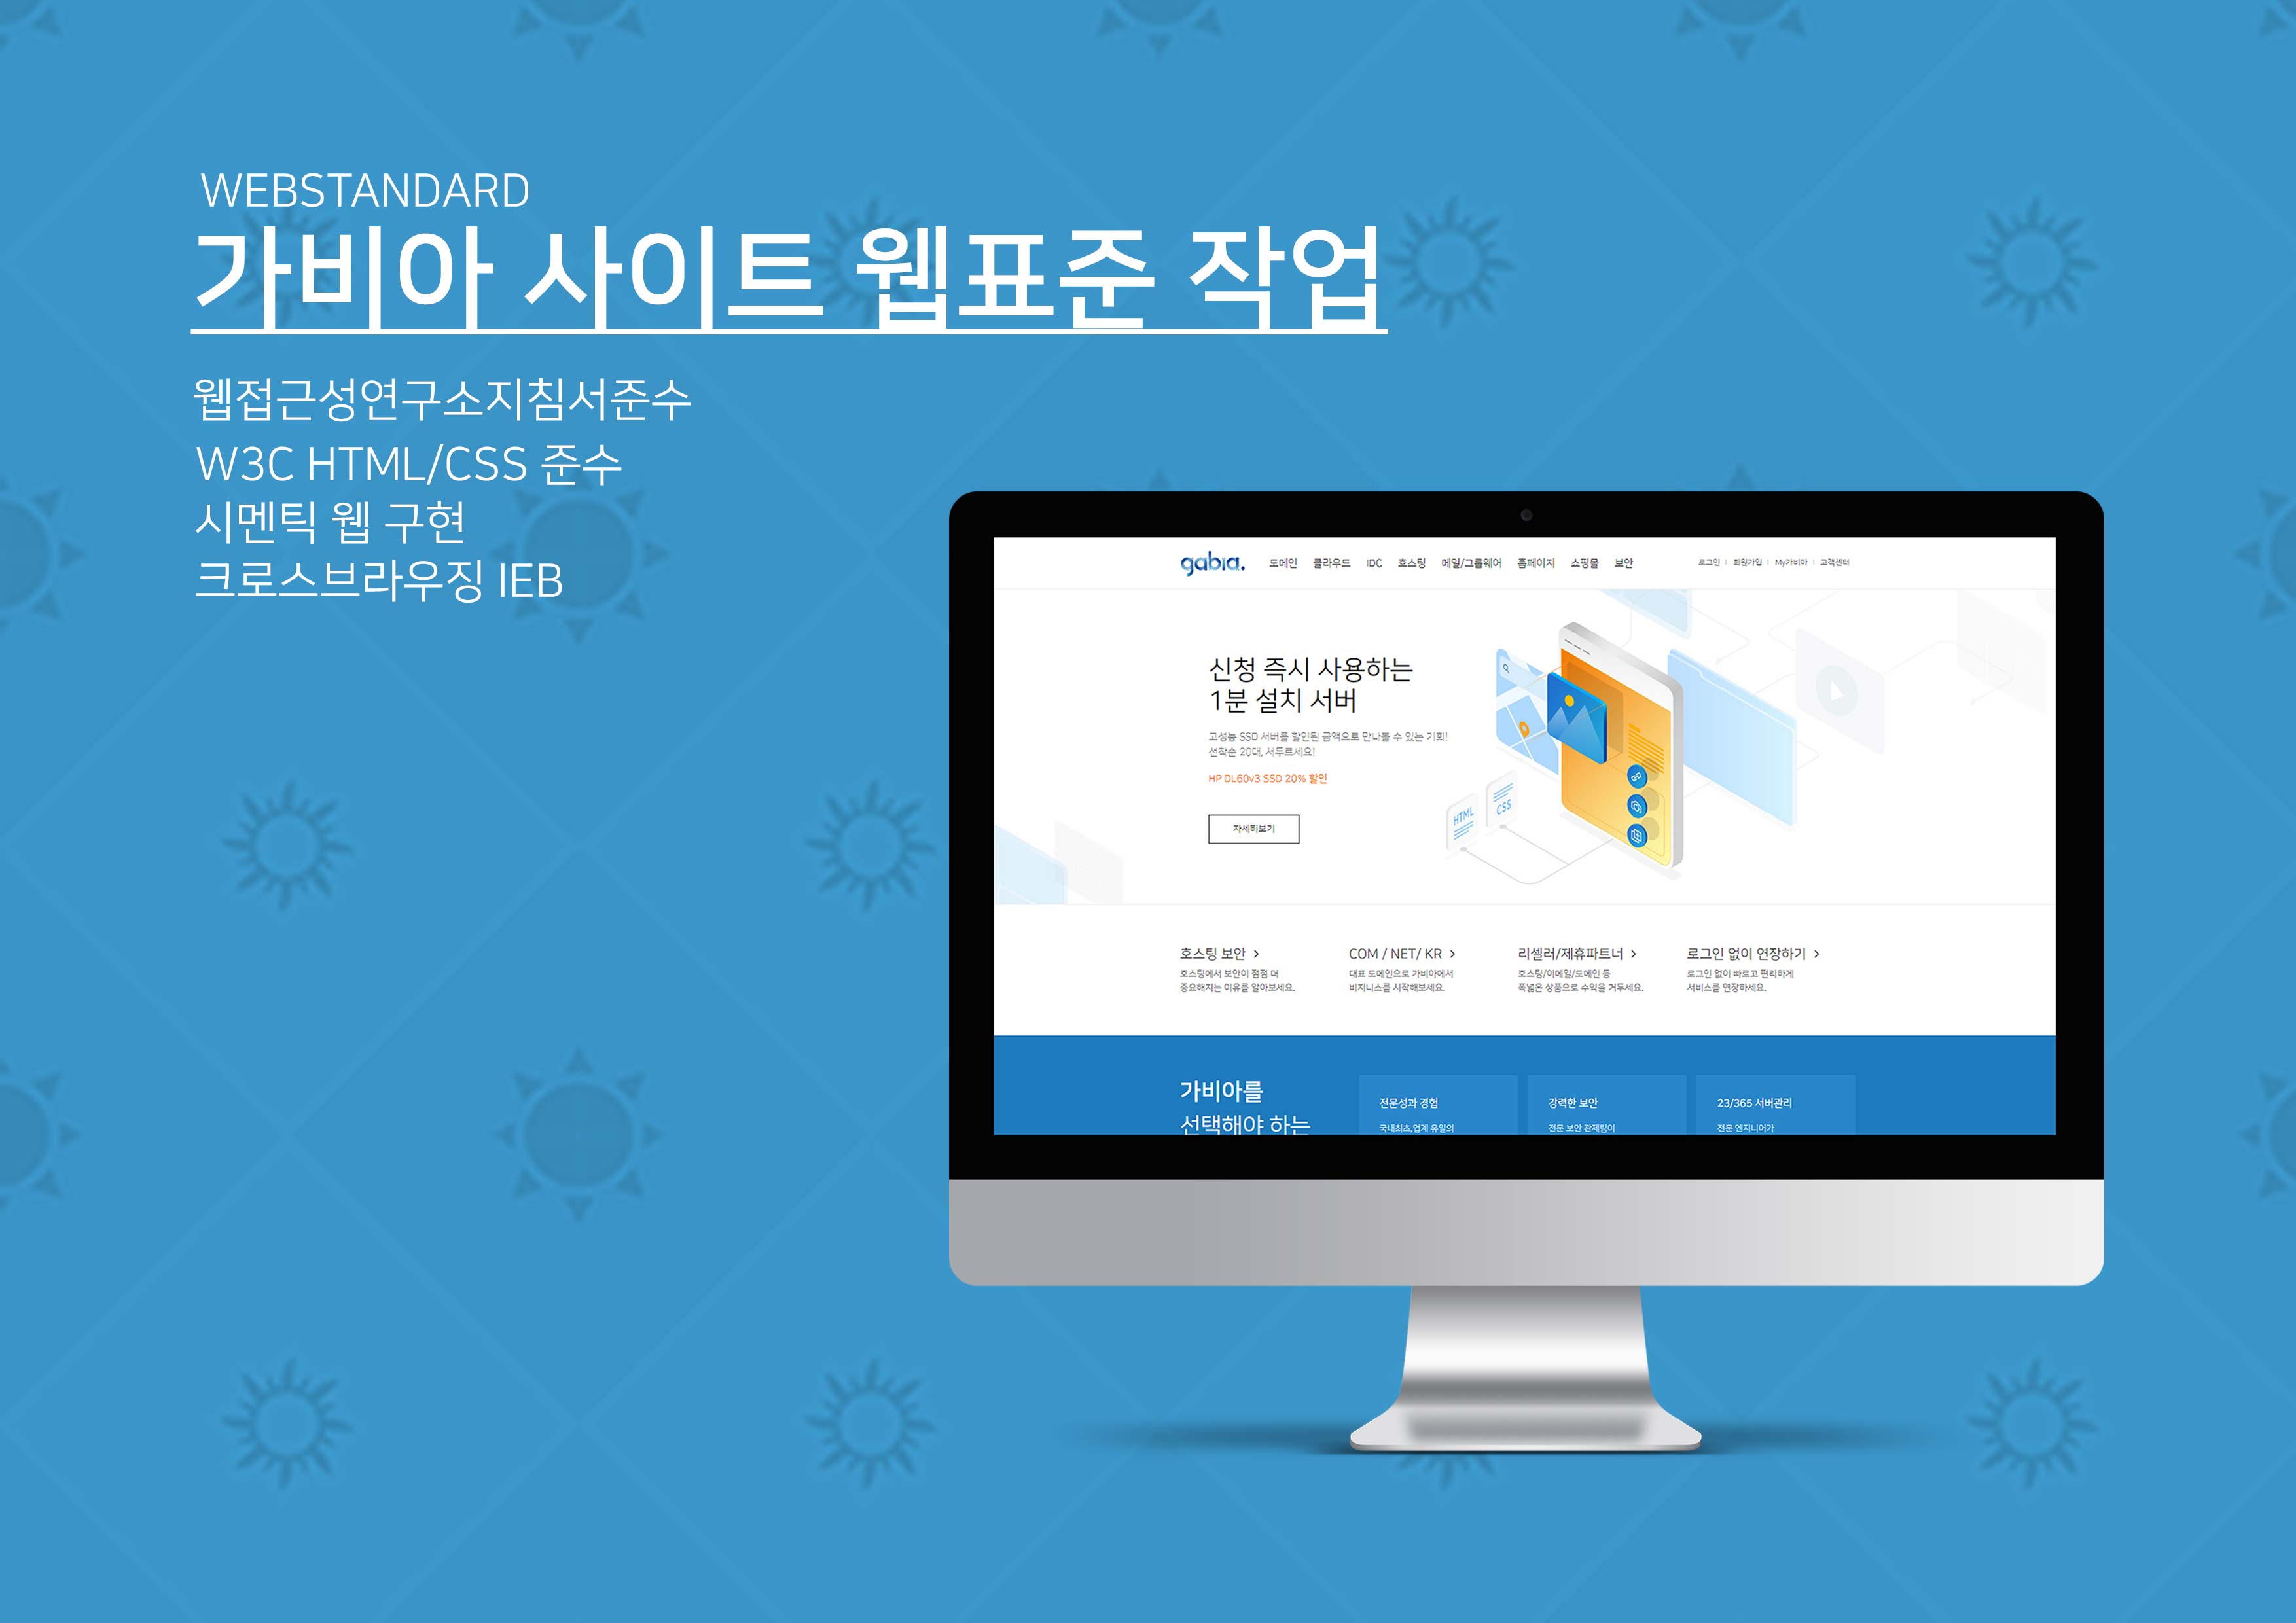 WEBSTANDARD
가비아 사이트 웹표준 작업
웹접근성연구소지침서준수
W3C HTML/CSS 준수
시멘틱 웹 구현
크로스브라우징 IEB
gabia. 도메인 클라우드 IDC 호스팅 메일/그룹웨어 홈페이지 쇼핑몰 보안 로그인 | 회원가입 | My가비아 | 고객센터
신청 즉시 사용하는
1분 설치 서버
고성능 SSD 서버를 할인된 금액으로 만나볼 수 있는 기회!
선착순 20대, 서두르세요!
HP DL60v3 SSD 20% 할인
자세히보기
HTML
CSS
호스팅 보안 >
호스팅에서 보안이 점점 더
중요해지는 이유를 알아보세요.
COM / NET/ KR >
대표 도메인으로 가비아에서
비지니스를 시작해보세요.
리셀러/제휴파트너 >
호스팅/이메일/도메인 등
폭넓은 상품으로 수익을 거두세요.
로그인 없이 연장하기 >
로그인 없이 빠르고 편리하게
서비스를 연장하세요.
가비아를
선택해야 하는
전문성과 경험
국내최초,업계 유일의
강력한 보안
전문 보안 관제팀이
23/365 서버관리
전문 엔지니어가